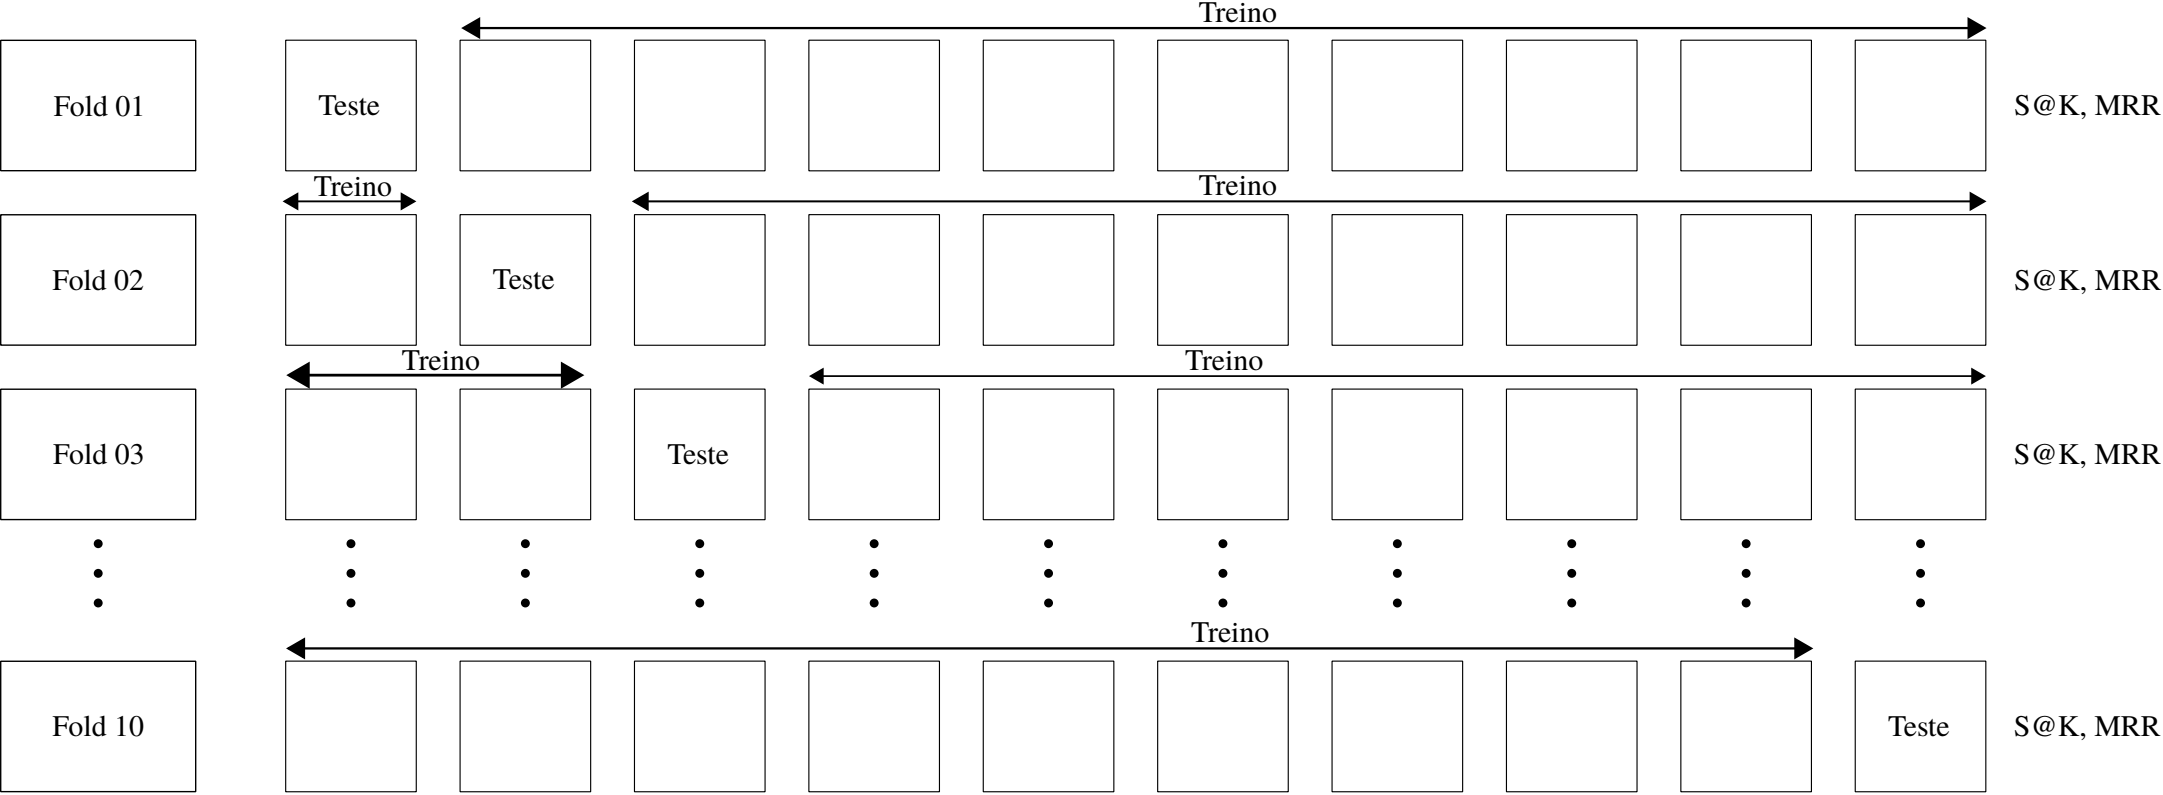 Treino
Fold 01 Teste S@K, MRR
Treino Treino
Fold 02 Teste S@K, MRR
Treino Treino
Fold 03 Teste S@K, MRR
Treino
Fold 10 Teste S@K, MRR